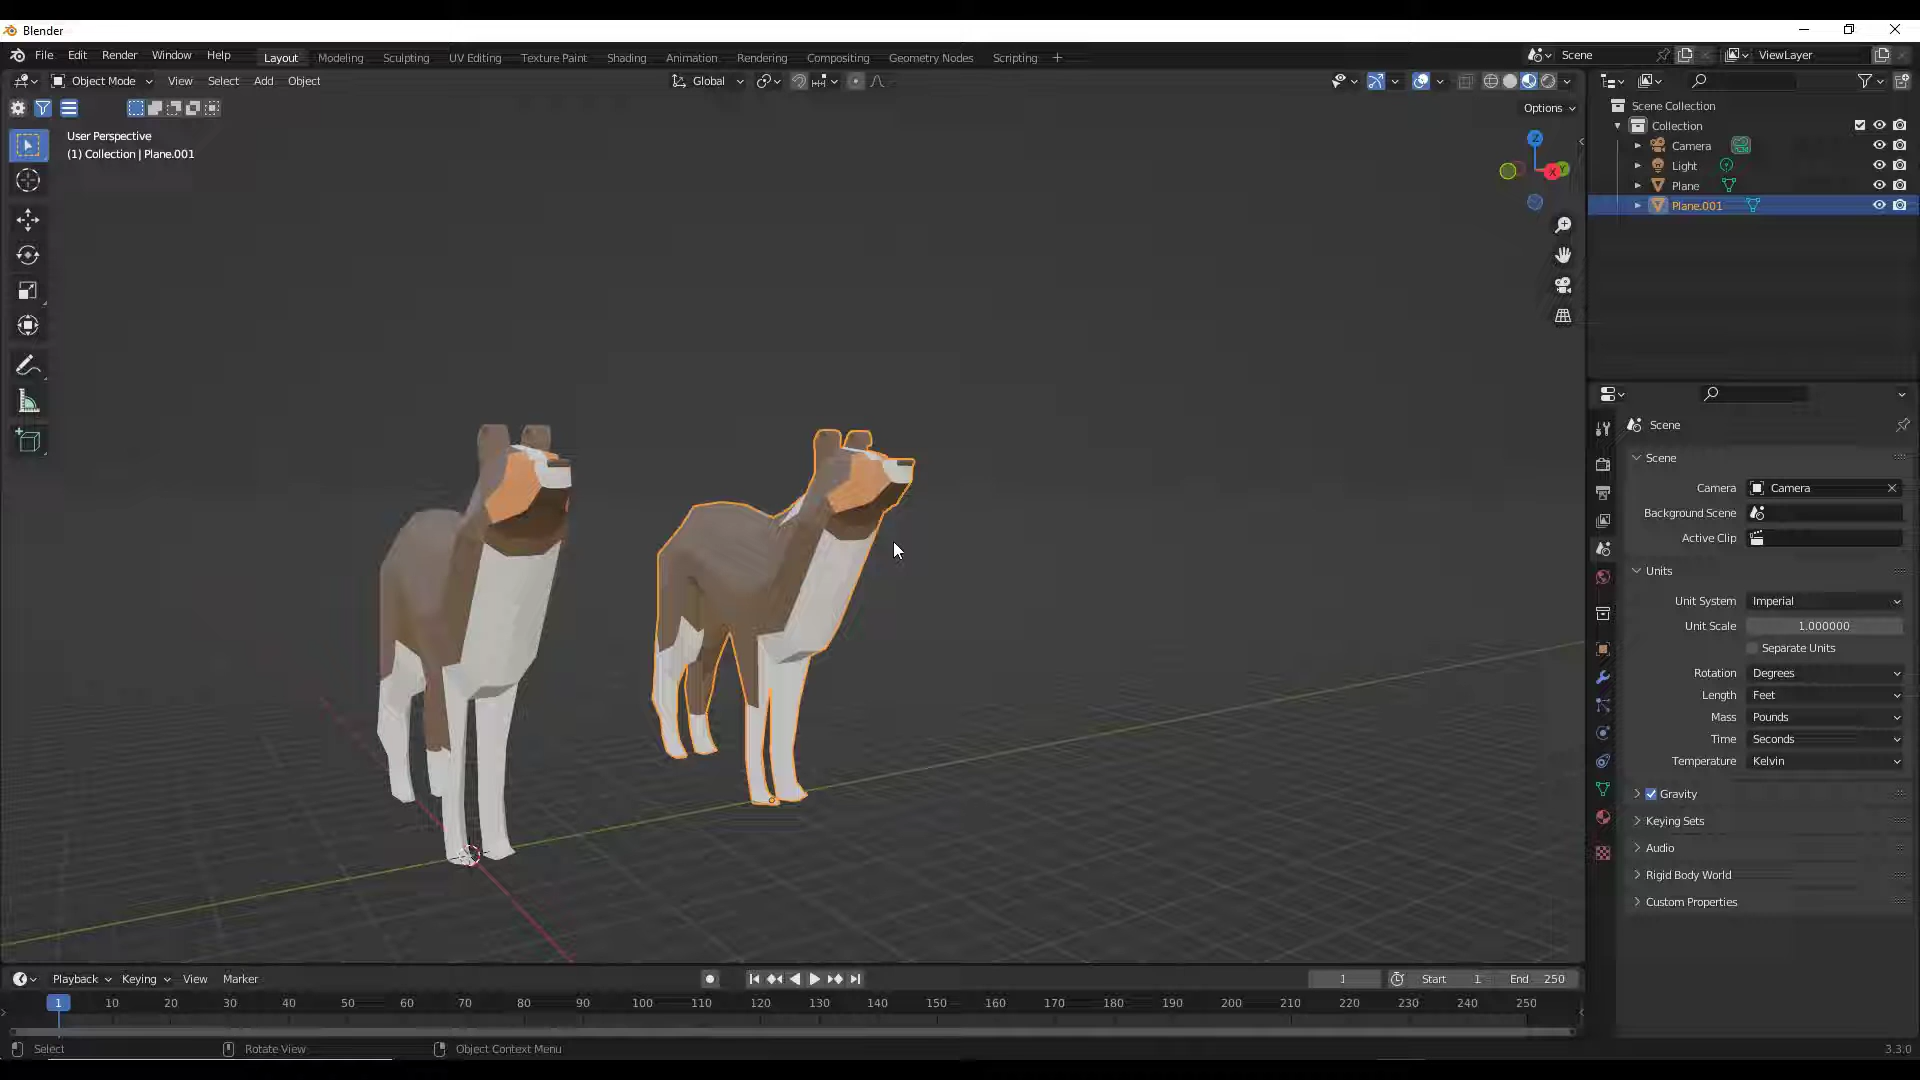 Blender
File Edit Render Window Help
Layout Modeling Sculpting UV Editing Texture Paint Shading Animation Rendering Compositing Geometry Nodes Scripting +
Scene
ViewLayer
Object Mode View Select Add Object
Global
Options
User Perspective
(1) Collection | Plane.001
Z
X
Y
Scene Collection
Collection
Camera
Light
Plane
Plane.001
Scene
Scene
Camera Camera
Background Scene
Active Clip
Units
Unit System Imperial
Unit Scale 1.000000
Separate Units
Rotation Degrees
Length Feet
Mass Pounds
Time Seconds
Temperature Kelvin
Gravity
Keying Sets
Audio
Rigid Body World
Custom Properties
Playback Keying View Marker
1 Start 1 End 250
1 10 20 30 40 50 60 70 80 90 100 110 120 130 140 150 160 170 180 190 200 210 220 230 240 250
Select Rotate View Object Context Menu
3.3.0